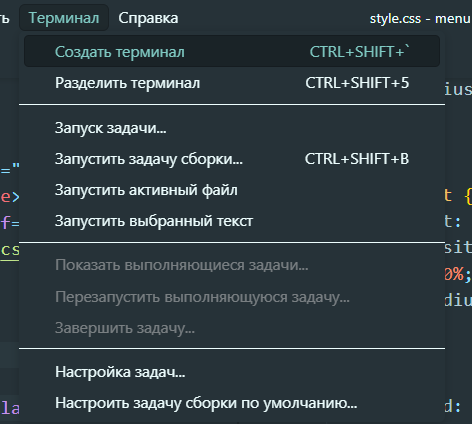 ть Терминал Справка style.css - menu
Создать терминал CTRL+SHIFT+`
Разделить терминал CTRL+SHIFT+5
Запуск задачи...
Запустить задачу сборки... CTRL+SHIFT+B
Запустить активный файл
Запустить выбранный текст
Показать выполняющиеся задачи...
Перезапустить выполняющуюся задачу...
Завершить задачу...
Настройка задач...
Настроить задачу сборки по умолчанию...